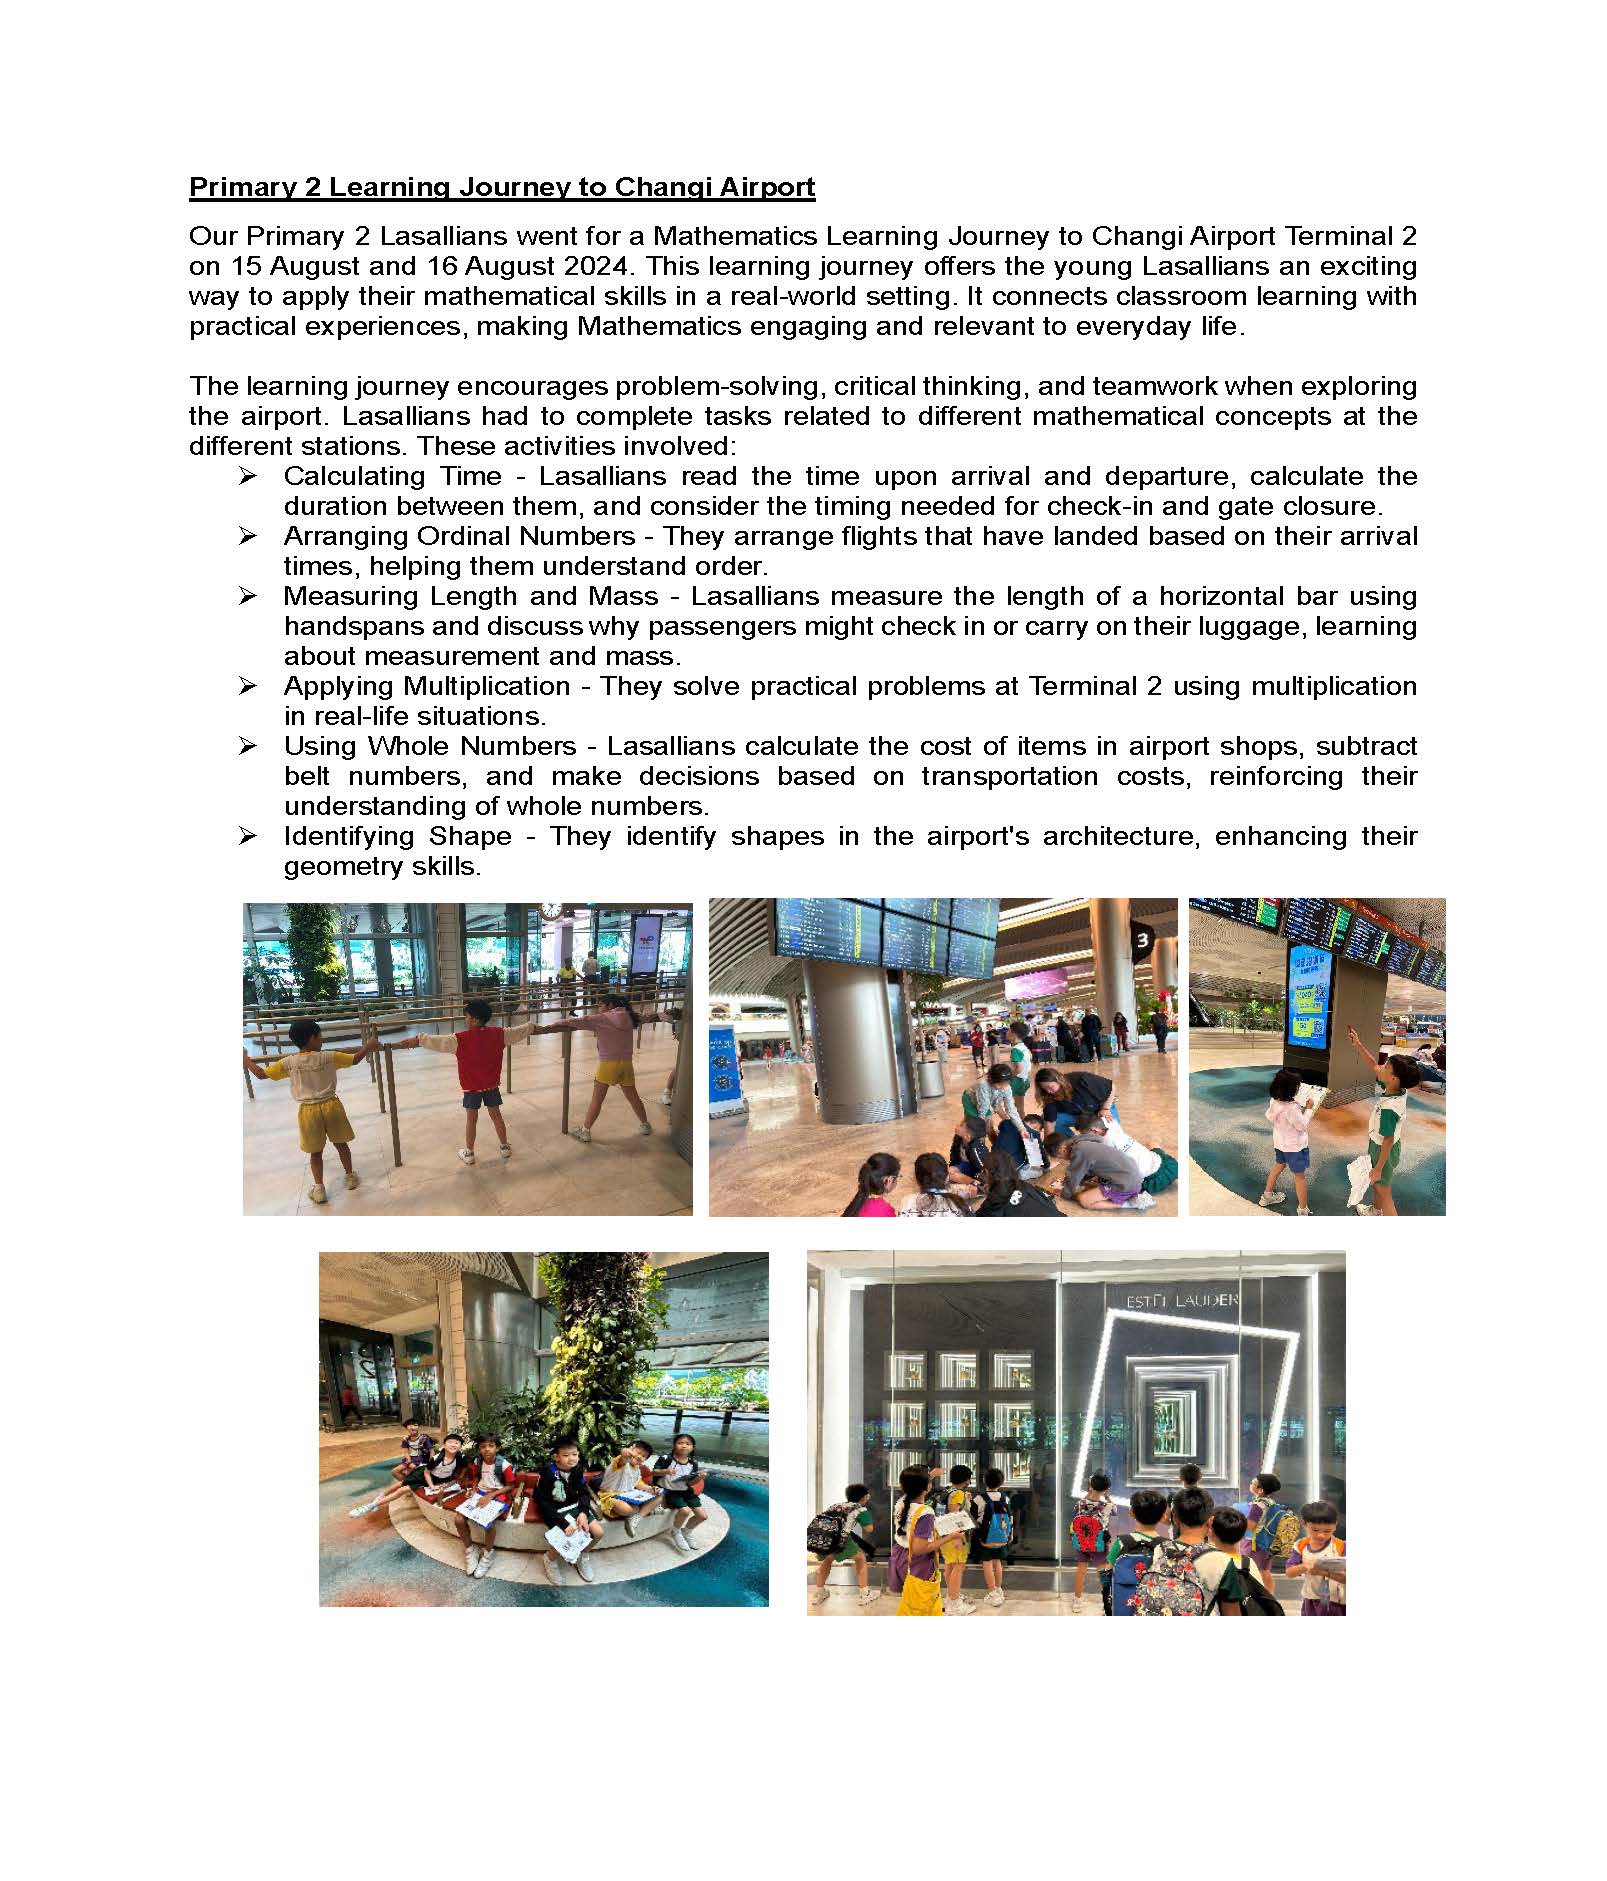 Primary 2 Learning Journey to Changi Airport
Our Primary 2 Lasallians went for a Mathematics Learning Journey to Changi Airport Terminal 2
on 15 August and 16 August 2024. This learning journey offers the young Lasallians an exciting
way to apply their mathematical skills in a real-world setting. It connects classroom learning with
practical experiences, making Mathematics engaging and relevant to everyday life.
The learning journey encourages problem-solving, critical thinking, and teamwork when exploring
the airport. Lasallians had to complete tasks related to different mathematical concepts at the
different stations. These activities involved:
➢ Calculating Time - Lasallians read the time upon arrival and departure, calculate the
duration between them, and consider the timing needed for check-in and gate closure.
➢ Arranging Ordinal Numbers - They arrange flights that have landed based on their arrival
times, helping them understand order.
➢ Measuring Length and Mass - Lasallians measure the length of a horizontal bar using
handspans and discuss why passengers might check in or carry on their luggage, learning
about measurement and mass.
➢ Applying Multiplication - They solve practical problems at Terminal 2 using multiplication
in real-life situations.
➢ Using Whole Numbers - Lasallians calculate the cost of items in airport shops, subtract
belt numbers, and make decisions based on transportation costs, reinforcing their
understanding of whole numbers.
➢ Identifying Shape - They identify shapes in the airport's architecture, enhancing their
geometry skills.
3
ESTĒE LAUDER